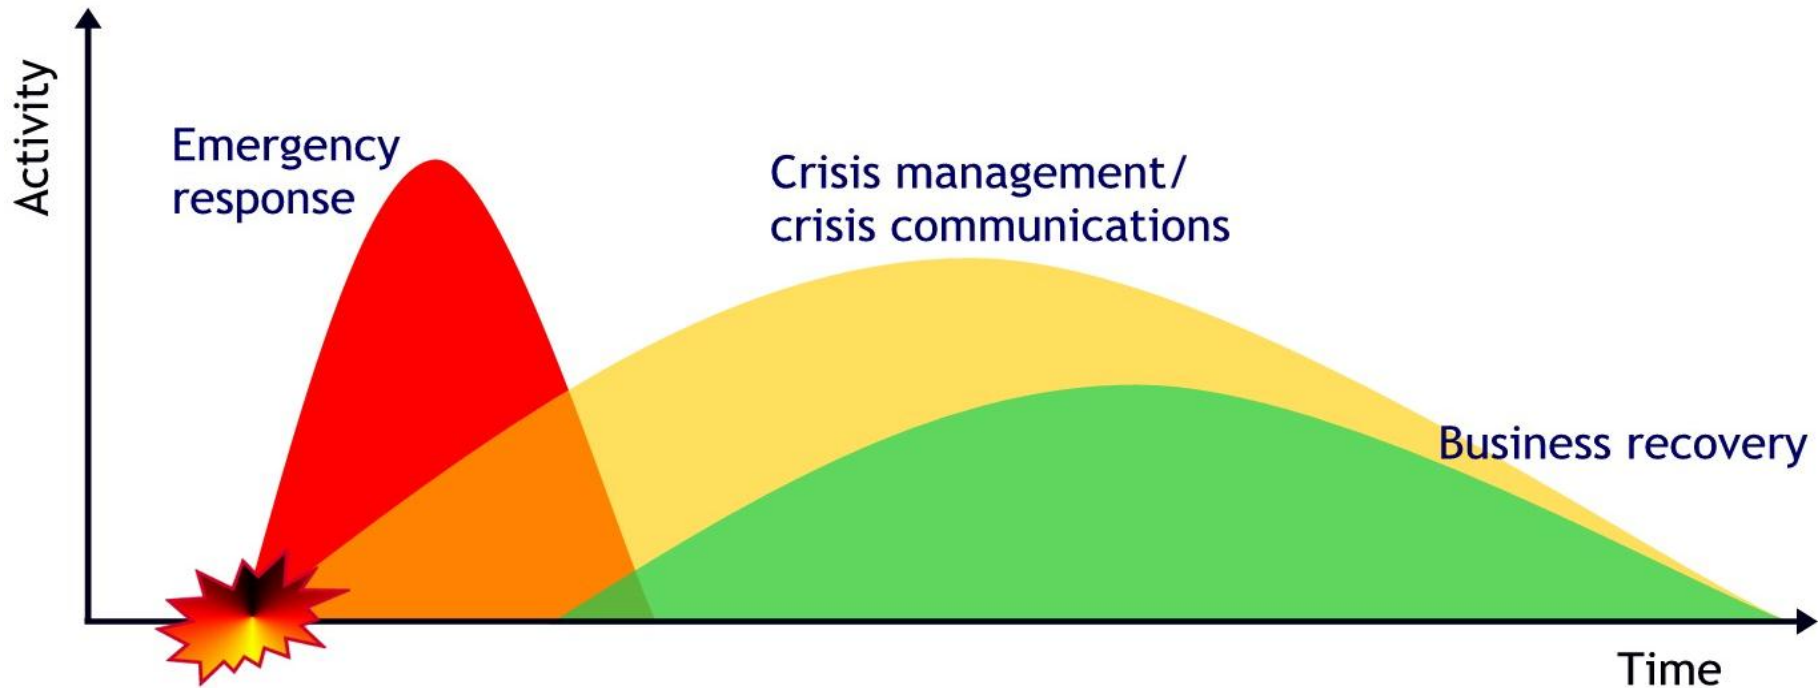 Activity
Emergency
response
Crisis management/
crisis communications
Business recovery
Time